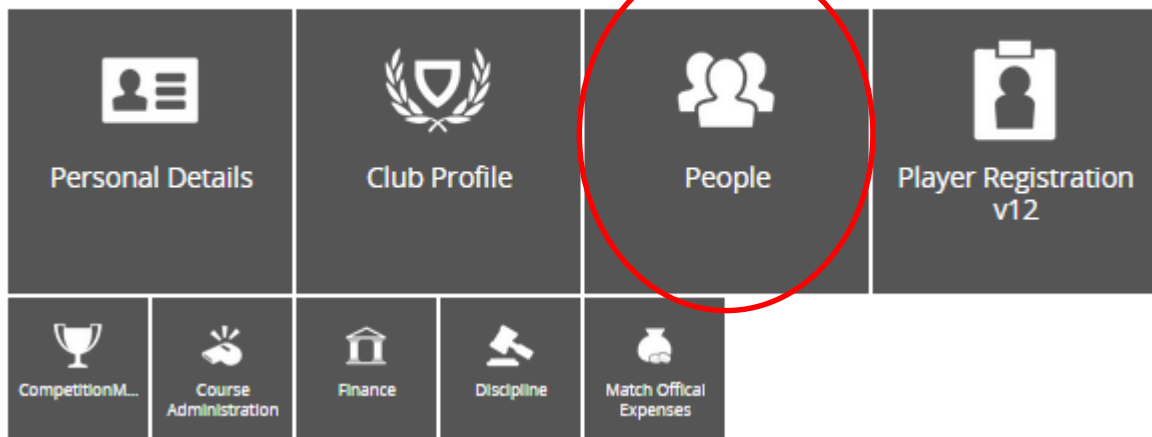 Personal Details
Club Profile
People
Player Registration
v12
CompetitionM...
Course
Administration
Finance
Discipline
Match Offical
Expenses